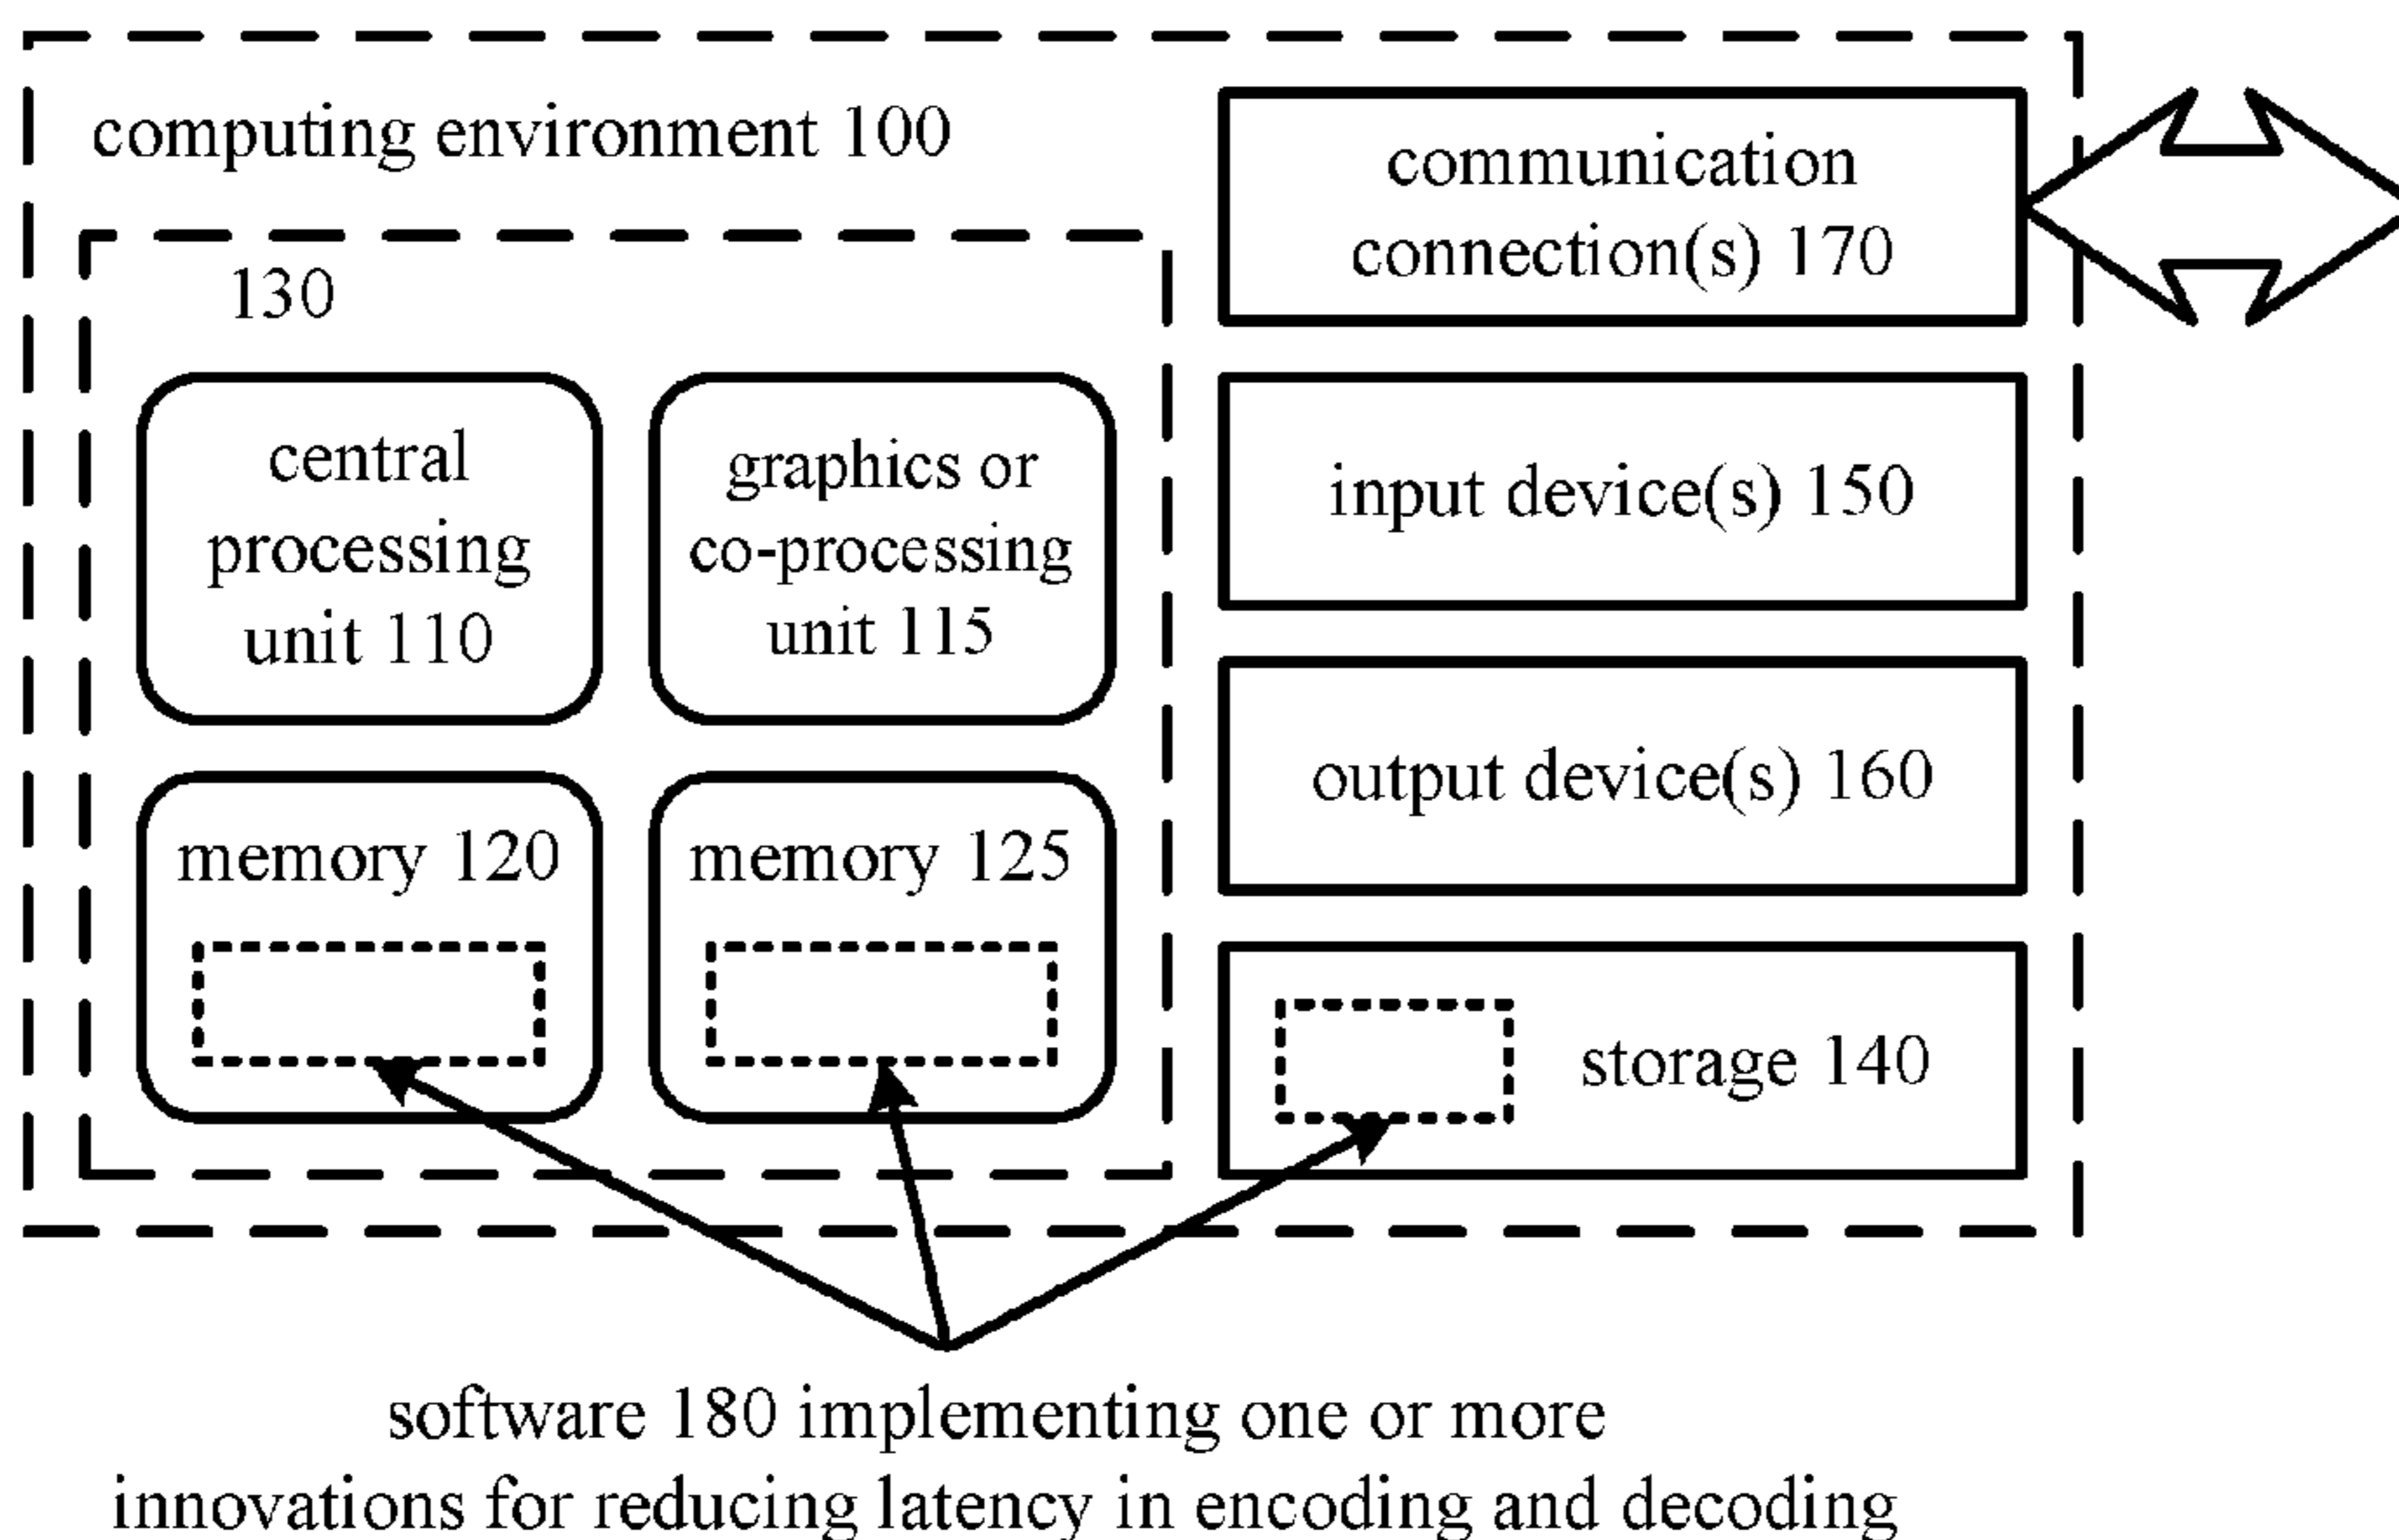 computing environment 100
communication
connection(s) 170
130
central
processing
unit 110
graphics or
co-processing
unit 115
input device(s) 150
output device(s) 160
memory 120
memory 125
storage 140
software 180 implementing one or more
innovations for reducing latency in encoding and decoding